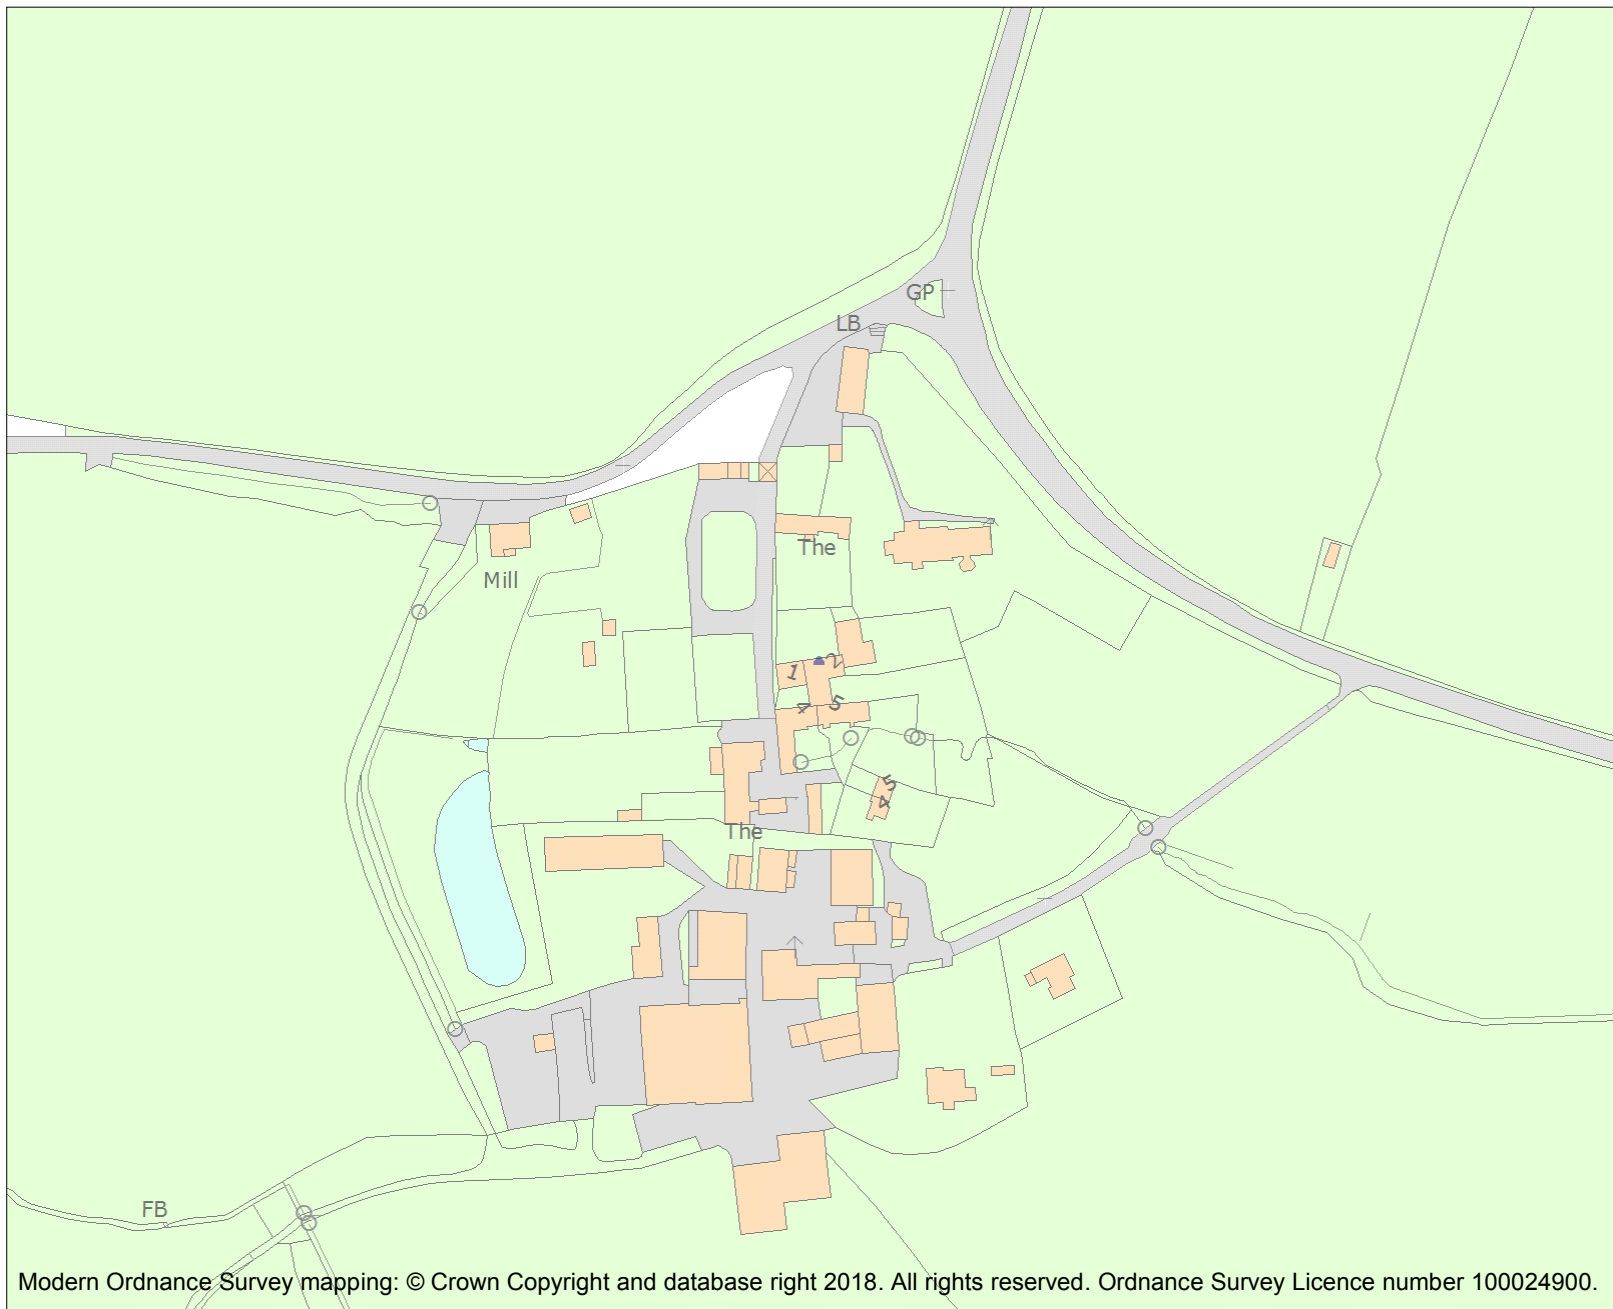 GP
LB
The
Mill
1
2
4
5
5
4
The
FB
Modern Ordnance Survey mapping: © Crown Copyright and database right 2018. All rights reserved. Ordnance Survey Licence number 100024900.